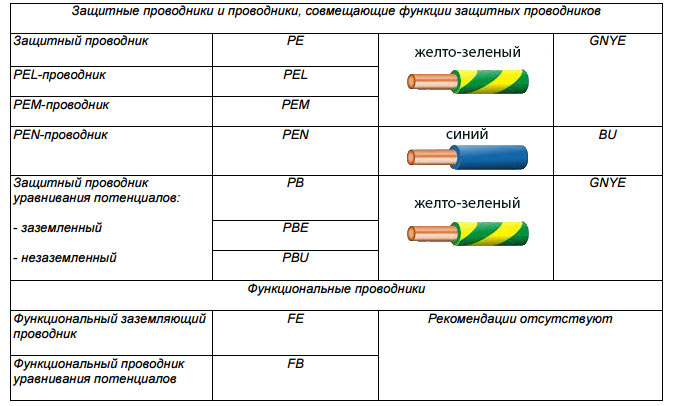 Защитные проводники и проводники, совмещающие функции защитных проводников
Защитный проводник
PE
желто-зеленый
GNYE
PEL-проводник
PEL
PEM-проводник
PEM
PEN-проводник
PEN
синий
BU
Защитный проводник
уравнивания потенциалов:
PB
желто-зеленый
GNYE
- заземленный
PBE
- незаземленный
PBU
Функциональные проводники
Функциональный заземляющий
проводник
FE
Рекомендации отсутствуют
Функциональный проводник
уравнивания потенциалов
FB